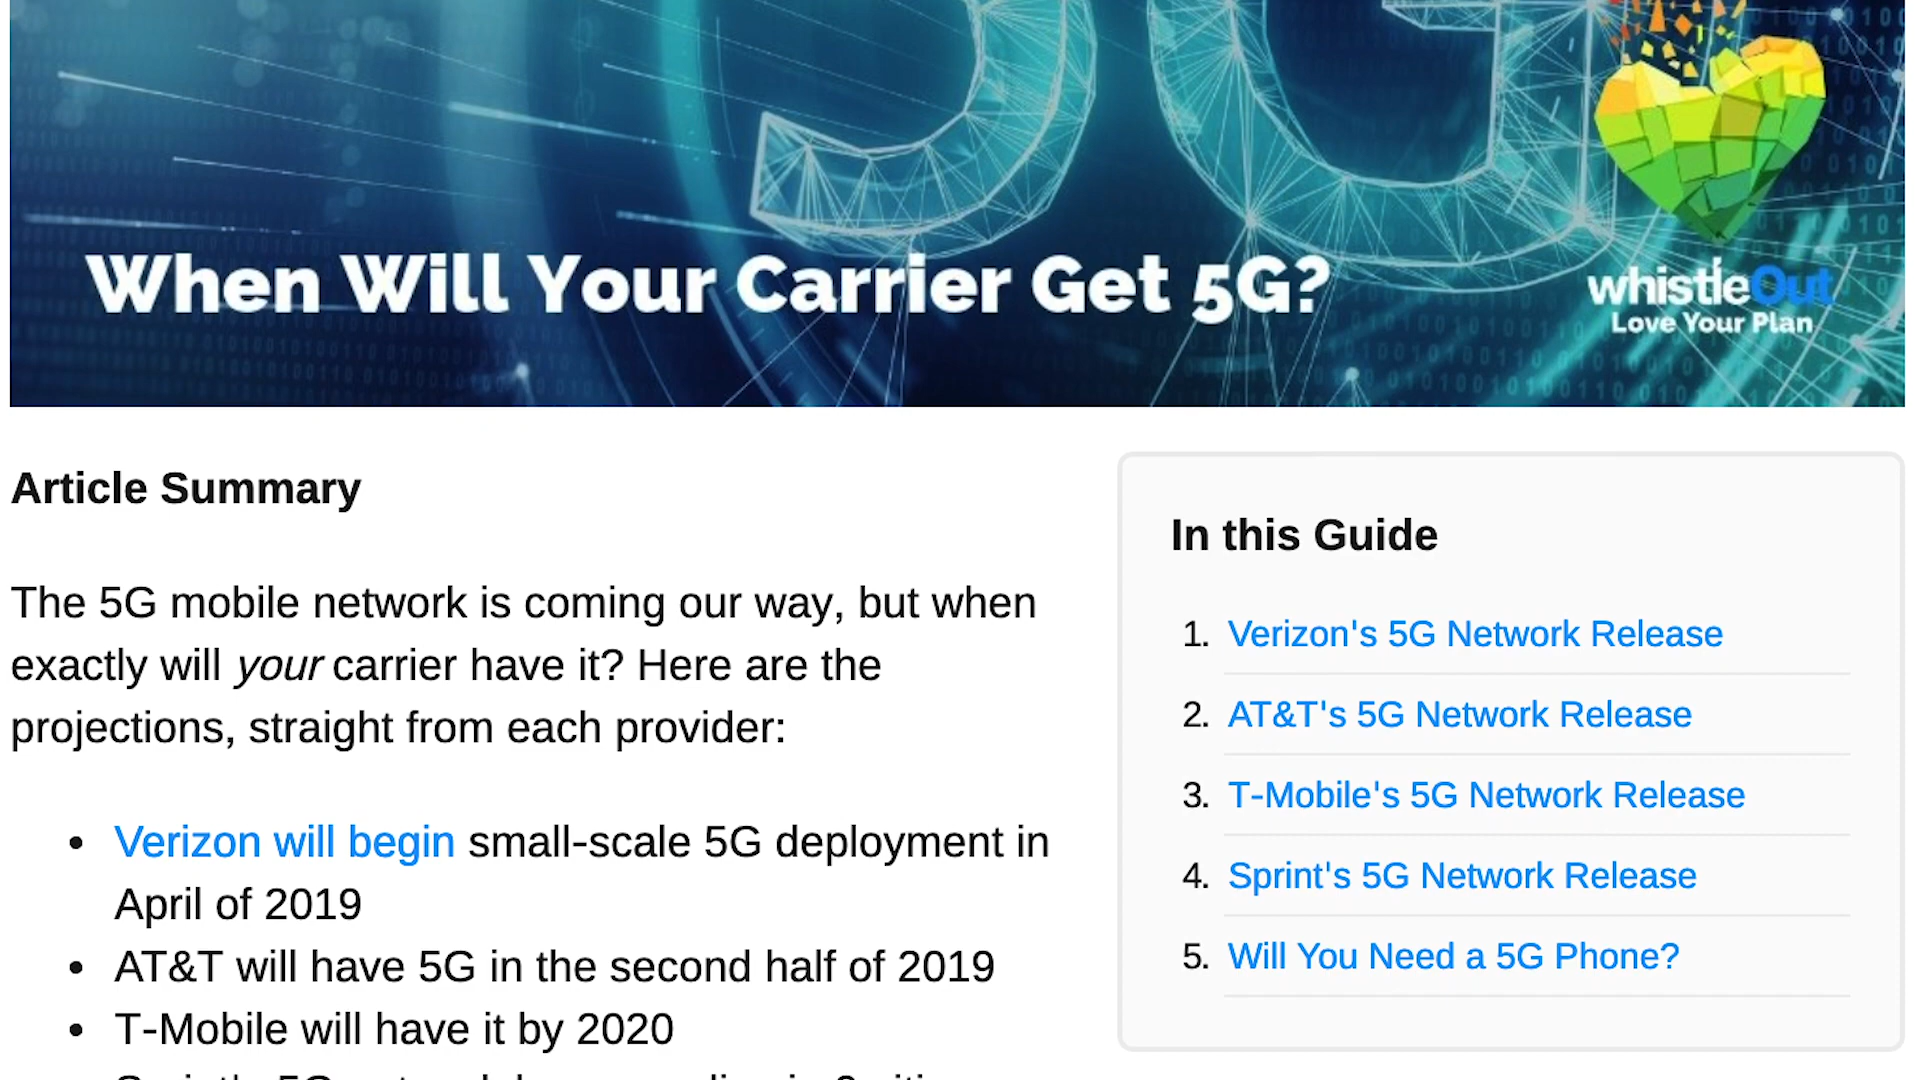 When Will Your Carrier Get 5G?
whistleOut
Love Your Plan
Article Summary
The 5G mobile network is coming our way, but when
exactly will your carrier have it? Here are the
projections, straight from each provider:
• Verizon will begin small-scale 5G deployment in
April of 2019
• AT&T will have 5G in the second half of 2019
• T-Mobile will have it by 2020
In this Guide
1. Verizon's 5G Network Release
2. AT&T's 5G Network Release
3. T-Mobile's 5G Network Release
4. Sprint's 5G Network Release
5. Will You Need a 5G Phone?